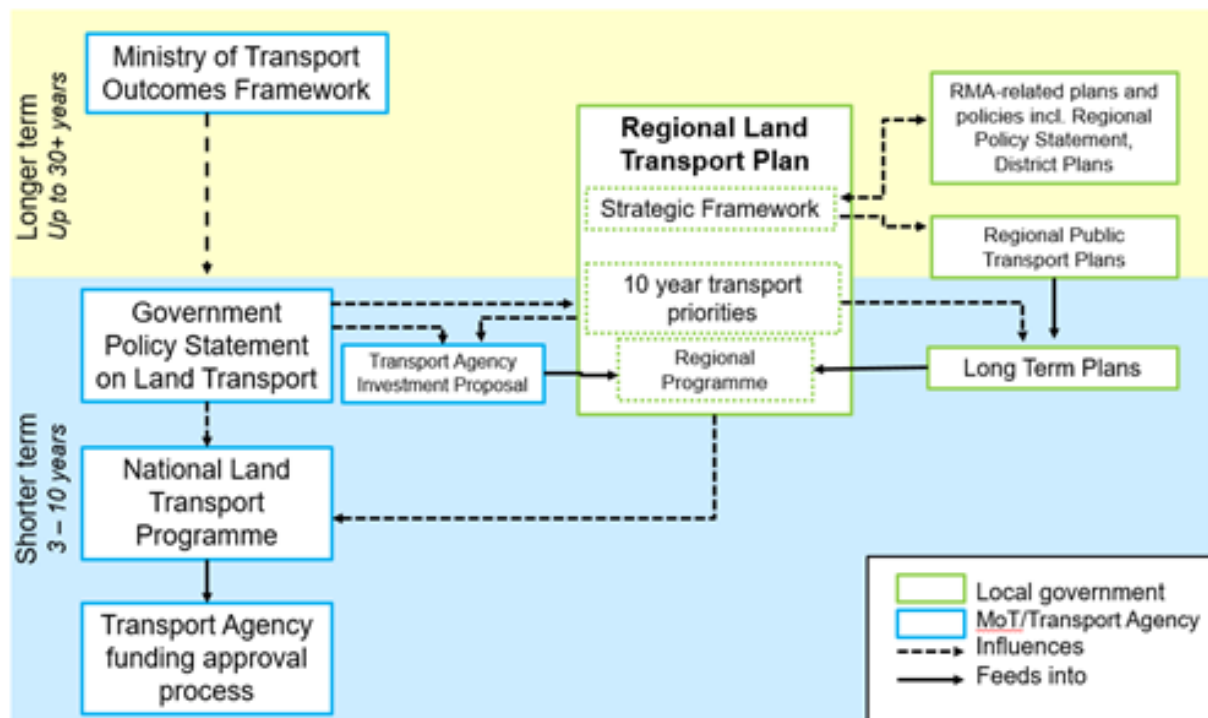 Longer term
Up to 30+ years
Ministry of Transport
Outcomes Framework
Regional Land
Transport Plan
Strategic Framework
10 year transport
priorities
Regional
Programme
RMA-related plans and
policies incl. Regional
Policy Statement,
District Plans
Regional Public
Transport Plans
Shorter term
3 – 10 years
Government
Policy Statement
on Land Transport
Transport Agency
Investment Proposal
Long Term Plans
National Land
Transport
Programme
Transport Agency
funding approval
process
Local government
MoT/Transport Agency
Influences
Feeds into